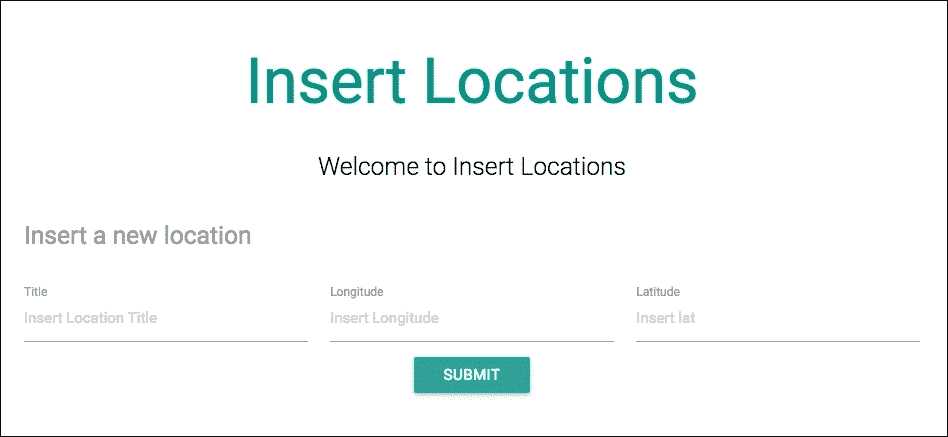 Insert Locations
Welcome to Insert Locations
Insert a new location
Title Longitude Latitude
Insert Location Title Insert Longitude Insert lat
SUBMIT